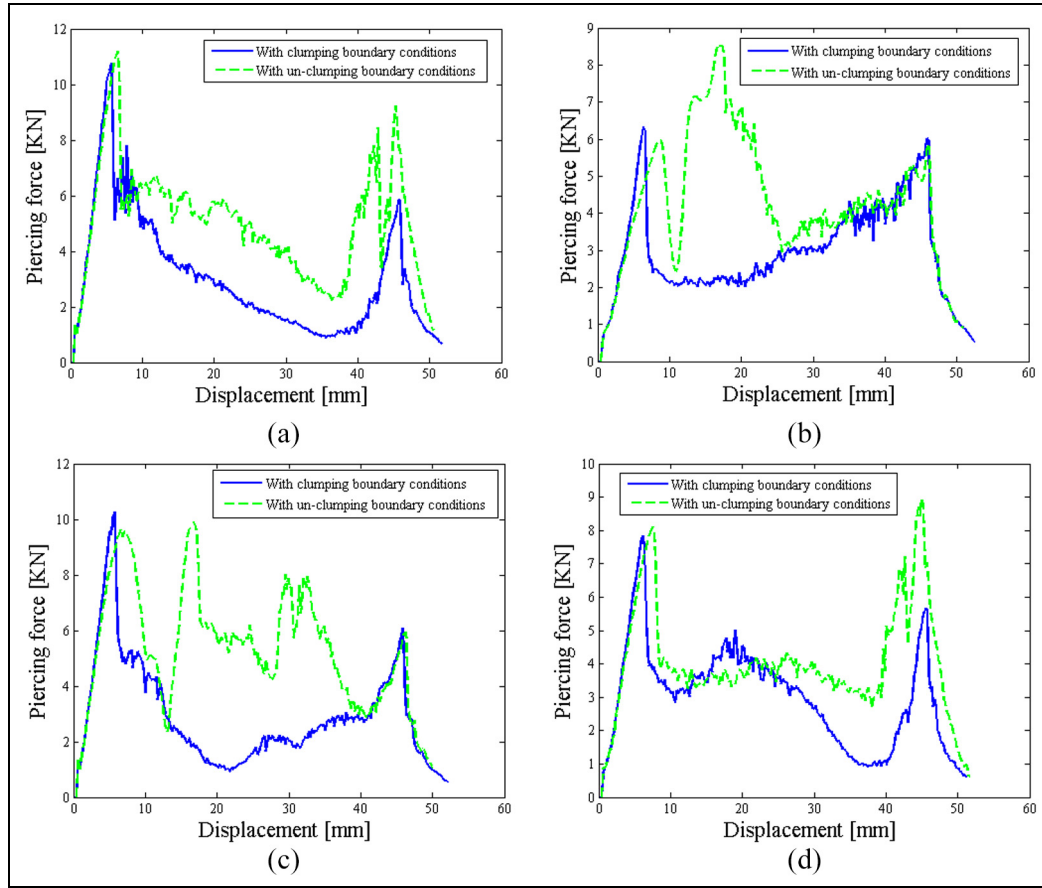 12
10
8
6
4
2
0
Piercing force [KN]
With clumping boundary conditions
With un-clumping boundary conditions
0 10 20 30 40 50 60
Displacement [mm]
(a)
9
8
7
6
5
4
3
2
1
0
Piercing force [KN]
With clumping boundary conditions
With un-clumping boundary conditions
0 10 20 30 40 50 60
Displacement [mm]
(b)
12
10
8
6
4
2
0
Piercing force [KN]
With clumping boundary conditions
With un-clumping boundary conditions
0 10 20 30 40 50 60
Displacement [mm]
(c)
10
9
8
7
6
5
4
3
2
1
0
Piercing force [KN]
With clumping boundary conditions
With un-clumping boundary conditions
0 10 20 30 40 50 60
Displacement [mm]
(d)